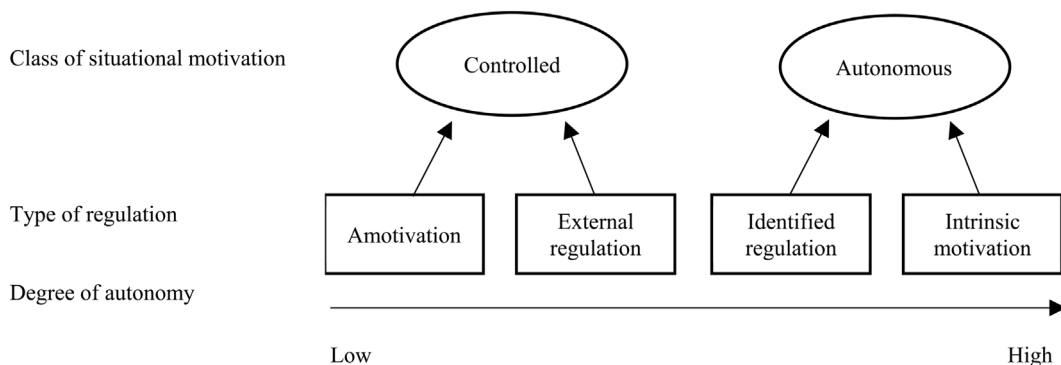 Class of situational motivation
Controlled
Autonomous
Type of regulation
Amotivation
External
regulation
Identified
regulation
Intrinsic
motivation
Degree of autonomy
Low
High